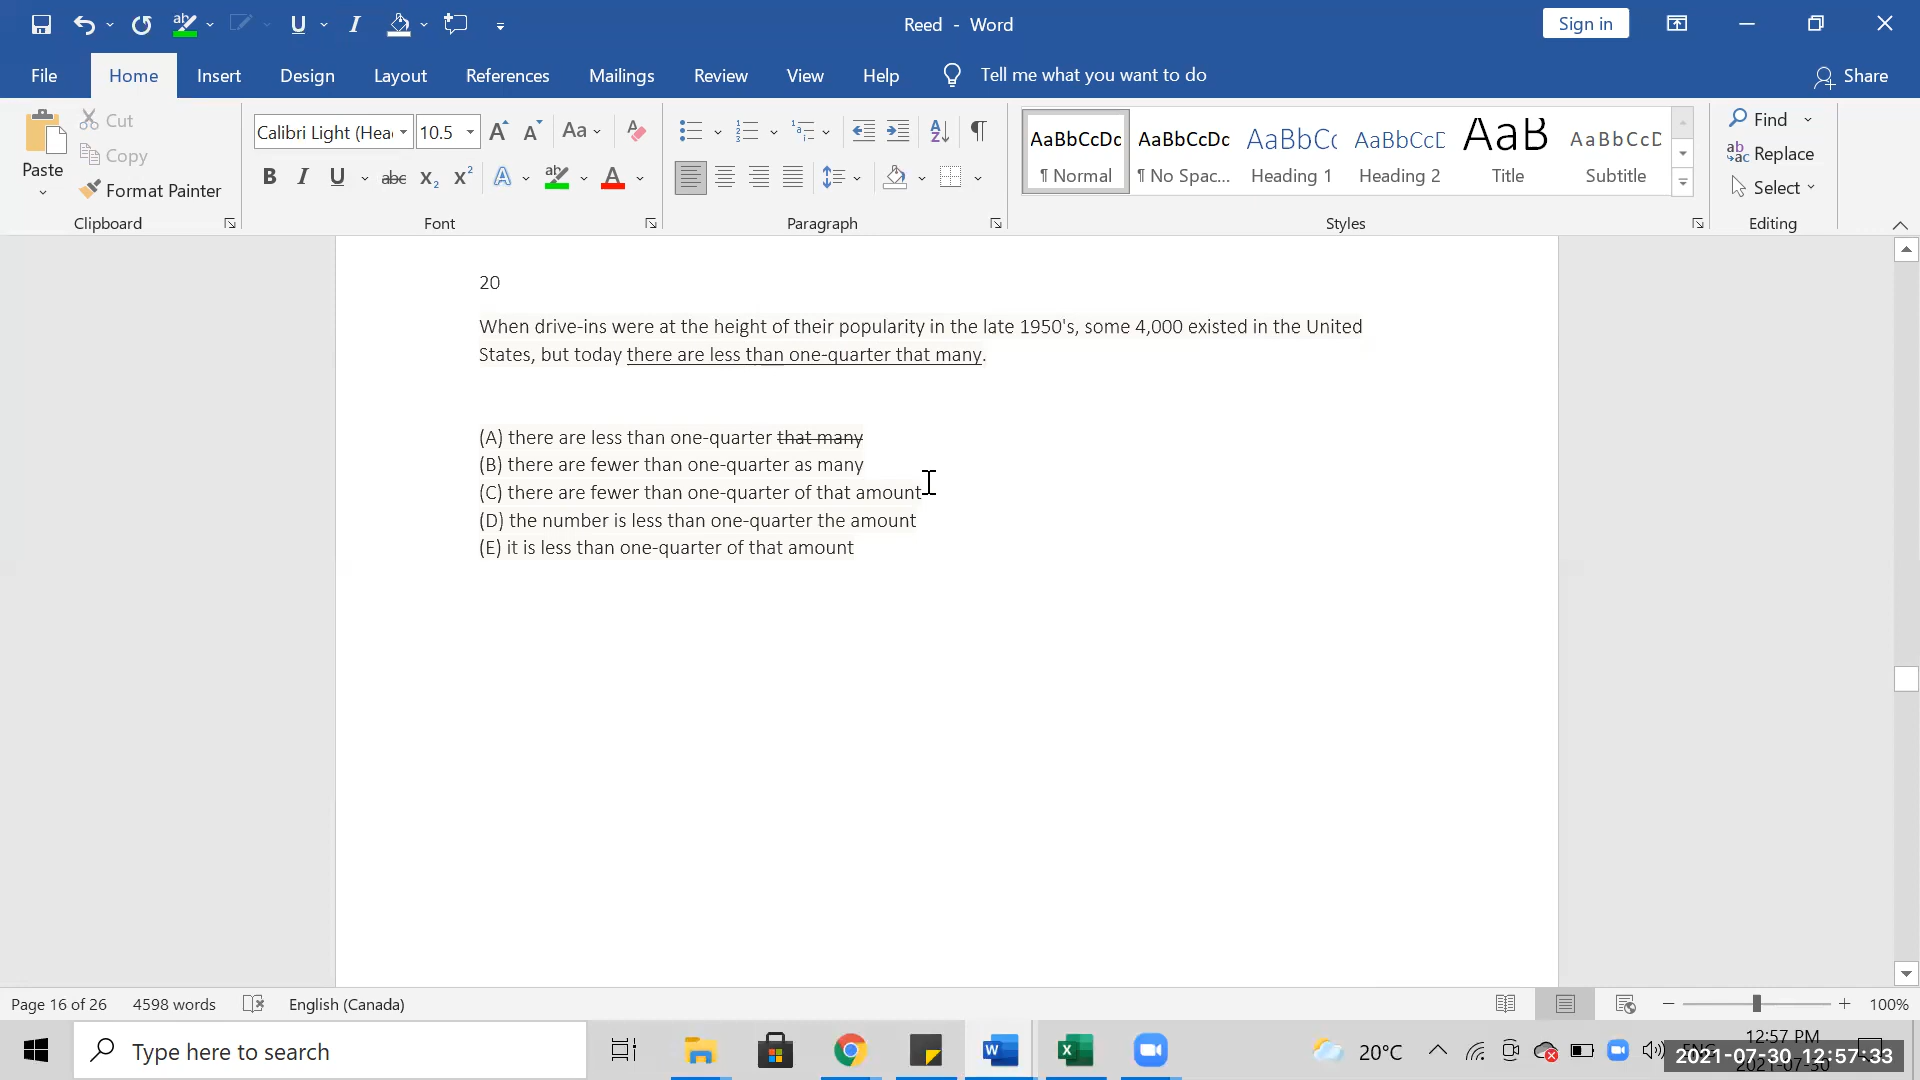 Reed - Word
Sign in
File Home Insert Design Layout References Mailings Review View Help Tell me what you want to do Share
Paste
Cut
Copy
Format Painter
Calibri Light (Hea 10.5
AaBbCcDc
¶ Normal
AaBbCcDc
¶ No Spac...
AaBbCc
Heading 1
AaBbCcD
Heading 2
AaB
Title
AaBbCcD
Subtitle
Find
Replace
Select
Clipboard Font Paragraph Styles Editing
20
When drive-ins were at the height of their popularity in the late 1950's, some 4,000 existed in the United
States, but today there are less than one-quarter that many.
(A) there are less than one-quarter that many
(B) there are fewer than one-quarter as many
(C) there are fewer than one-quarter of that amount
(D) the number is less than one-quarter the amount
(E) it is less than one-quarter of that amount
Page 16 of 26 4598 words English (Canada) 100%
Type here to search
20°C
12:57 PM
2021-07-30 12:57:33